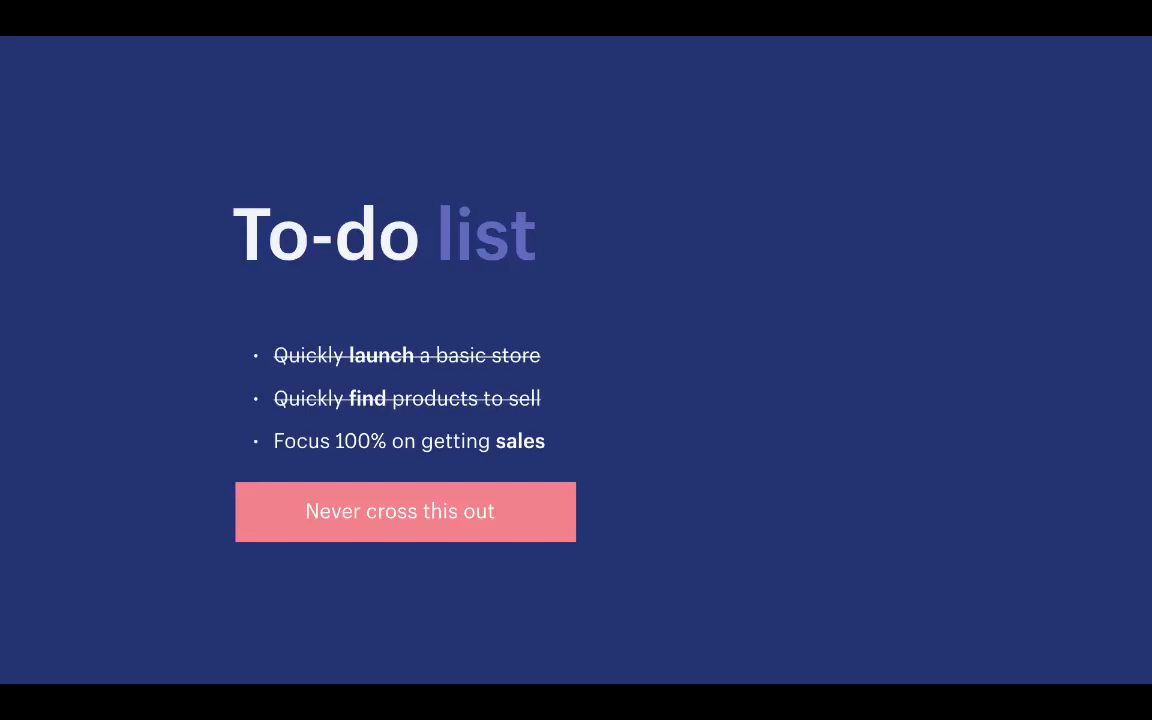 To-do list
• Quickly launch a basic store
• Quickly find products to sell
• Focus 100% on getting sales
Never cross this out